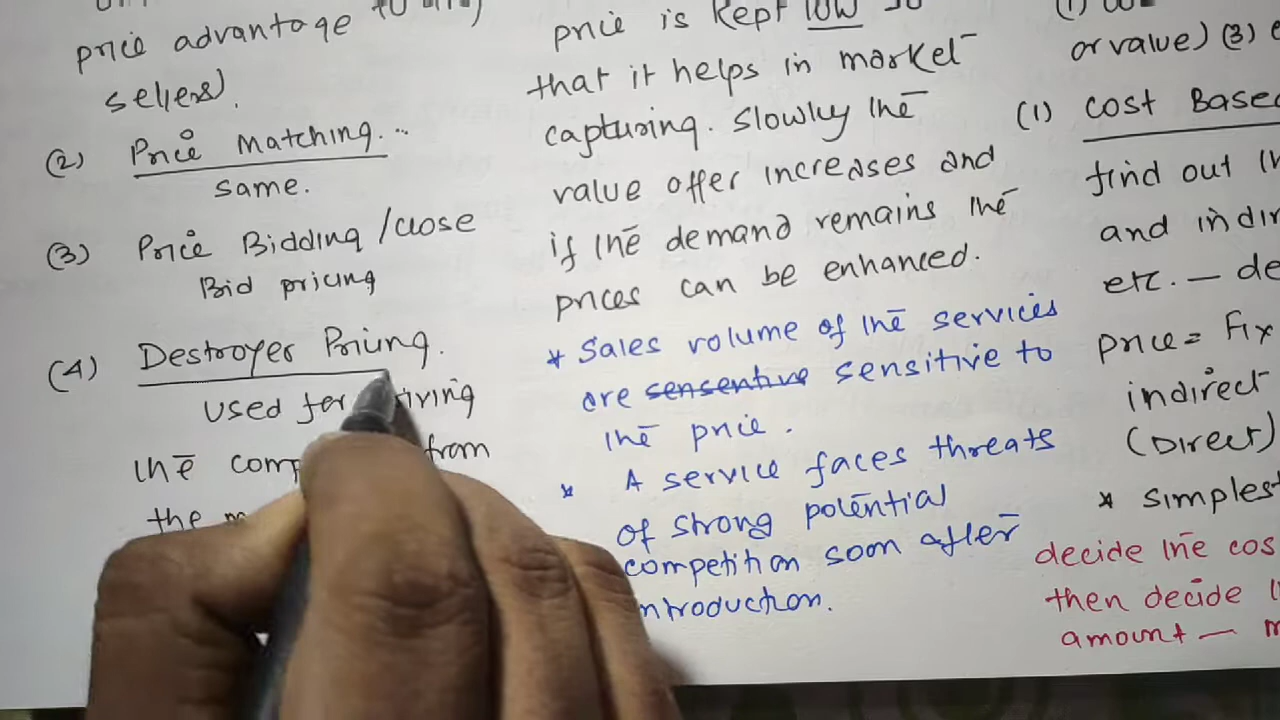 price advantage
sellers).
(2) Price Matching...
same.
(3) Price Bidding / close
Bid pricing
(4) Destroyer Pricing.
used for
the from
the
price is kept low so
that it helps in market
capturing. slowly the
value offer increases and
if the demand remains the
prices can be enhanced.
* Sales volume of the services
are sensitive to
the price.
* A service faces threats
of strong potential
competition soon after
introduction.
or value) (3)
(1) cost Based
find out
and
etc. —
price = Fix
indirect
(Direct)
* simplest
decide the
then decide
amount —